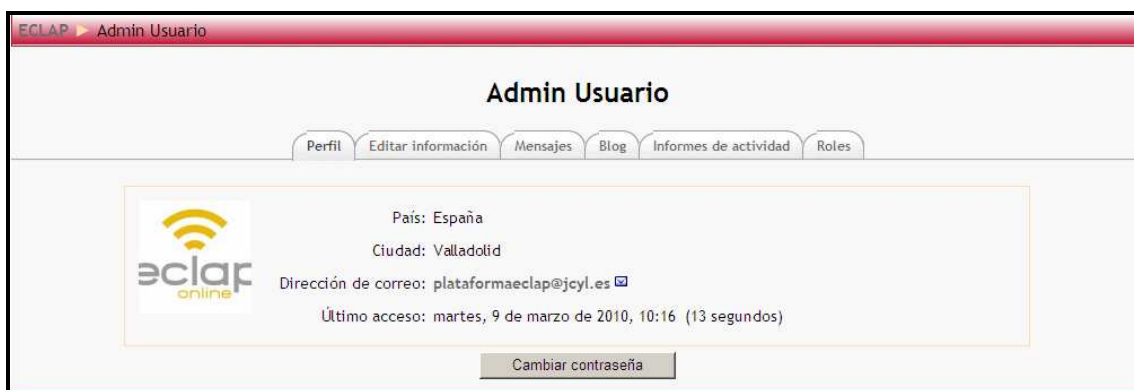 ECLAP ► Admin Usuario
Admin Usuario
Perfil Editar información Mensajes Blog Informes de actividad Roles
eclap
online
País: España
Ciudad: Valladolid
Dirección de correo: plataformaeclap@jcyl.es
Último acceso: martes, 9 de marzo de 2010, 10:16 (13 segundos)
Cambiar contraseña